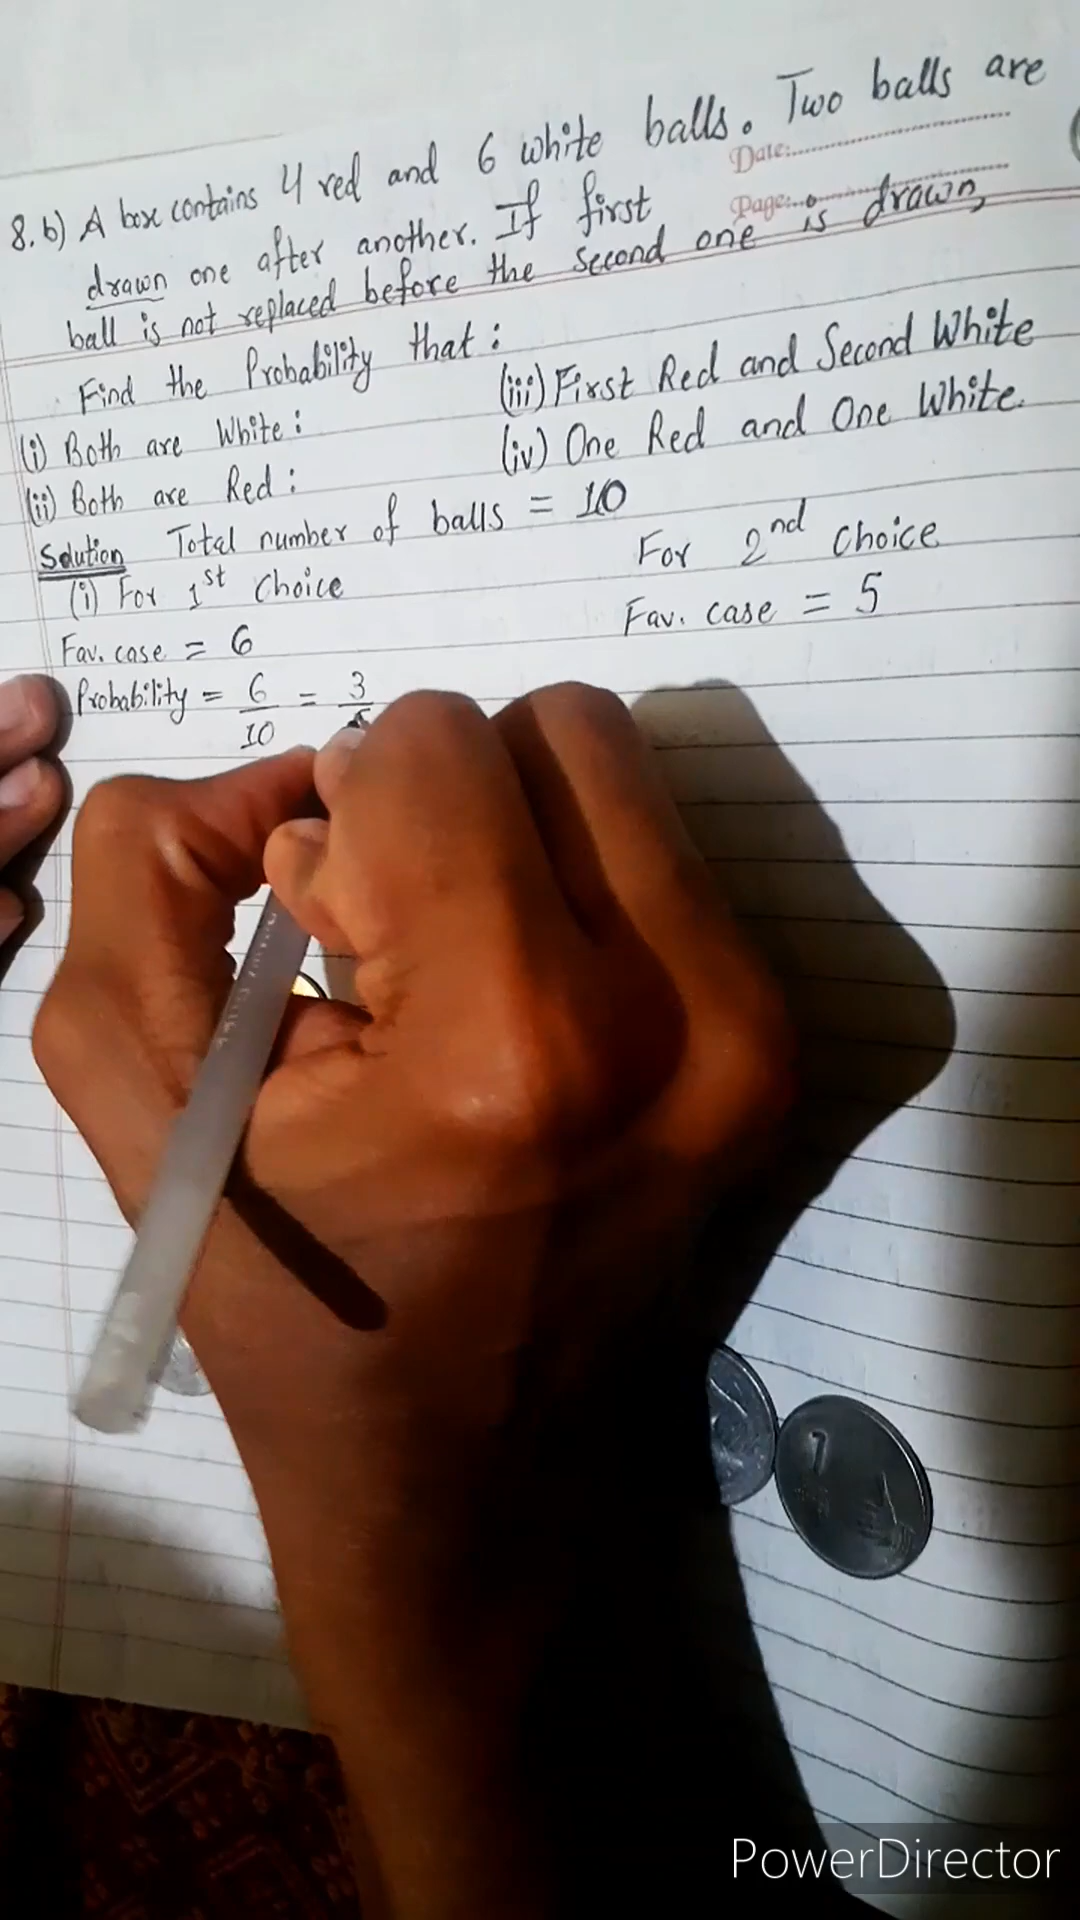 8. b) A box contains 4 red and 6 white balls. Two balls are
Date:
drawn one after another. If first
Page:
ball is not replaced before the second one is drawn,
Find the Probability that :
(i) Both are White :
(iii) First Red and Second White
(ii) Both are Red :
(iv) One Red and One White.
Solution Total number of balls = 10
(i) For 1st Choice
For 2nd Choice
Fav. case = 6
Fav. case = 5
Probability = 6/10 = 3/
1
PowerDirector